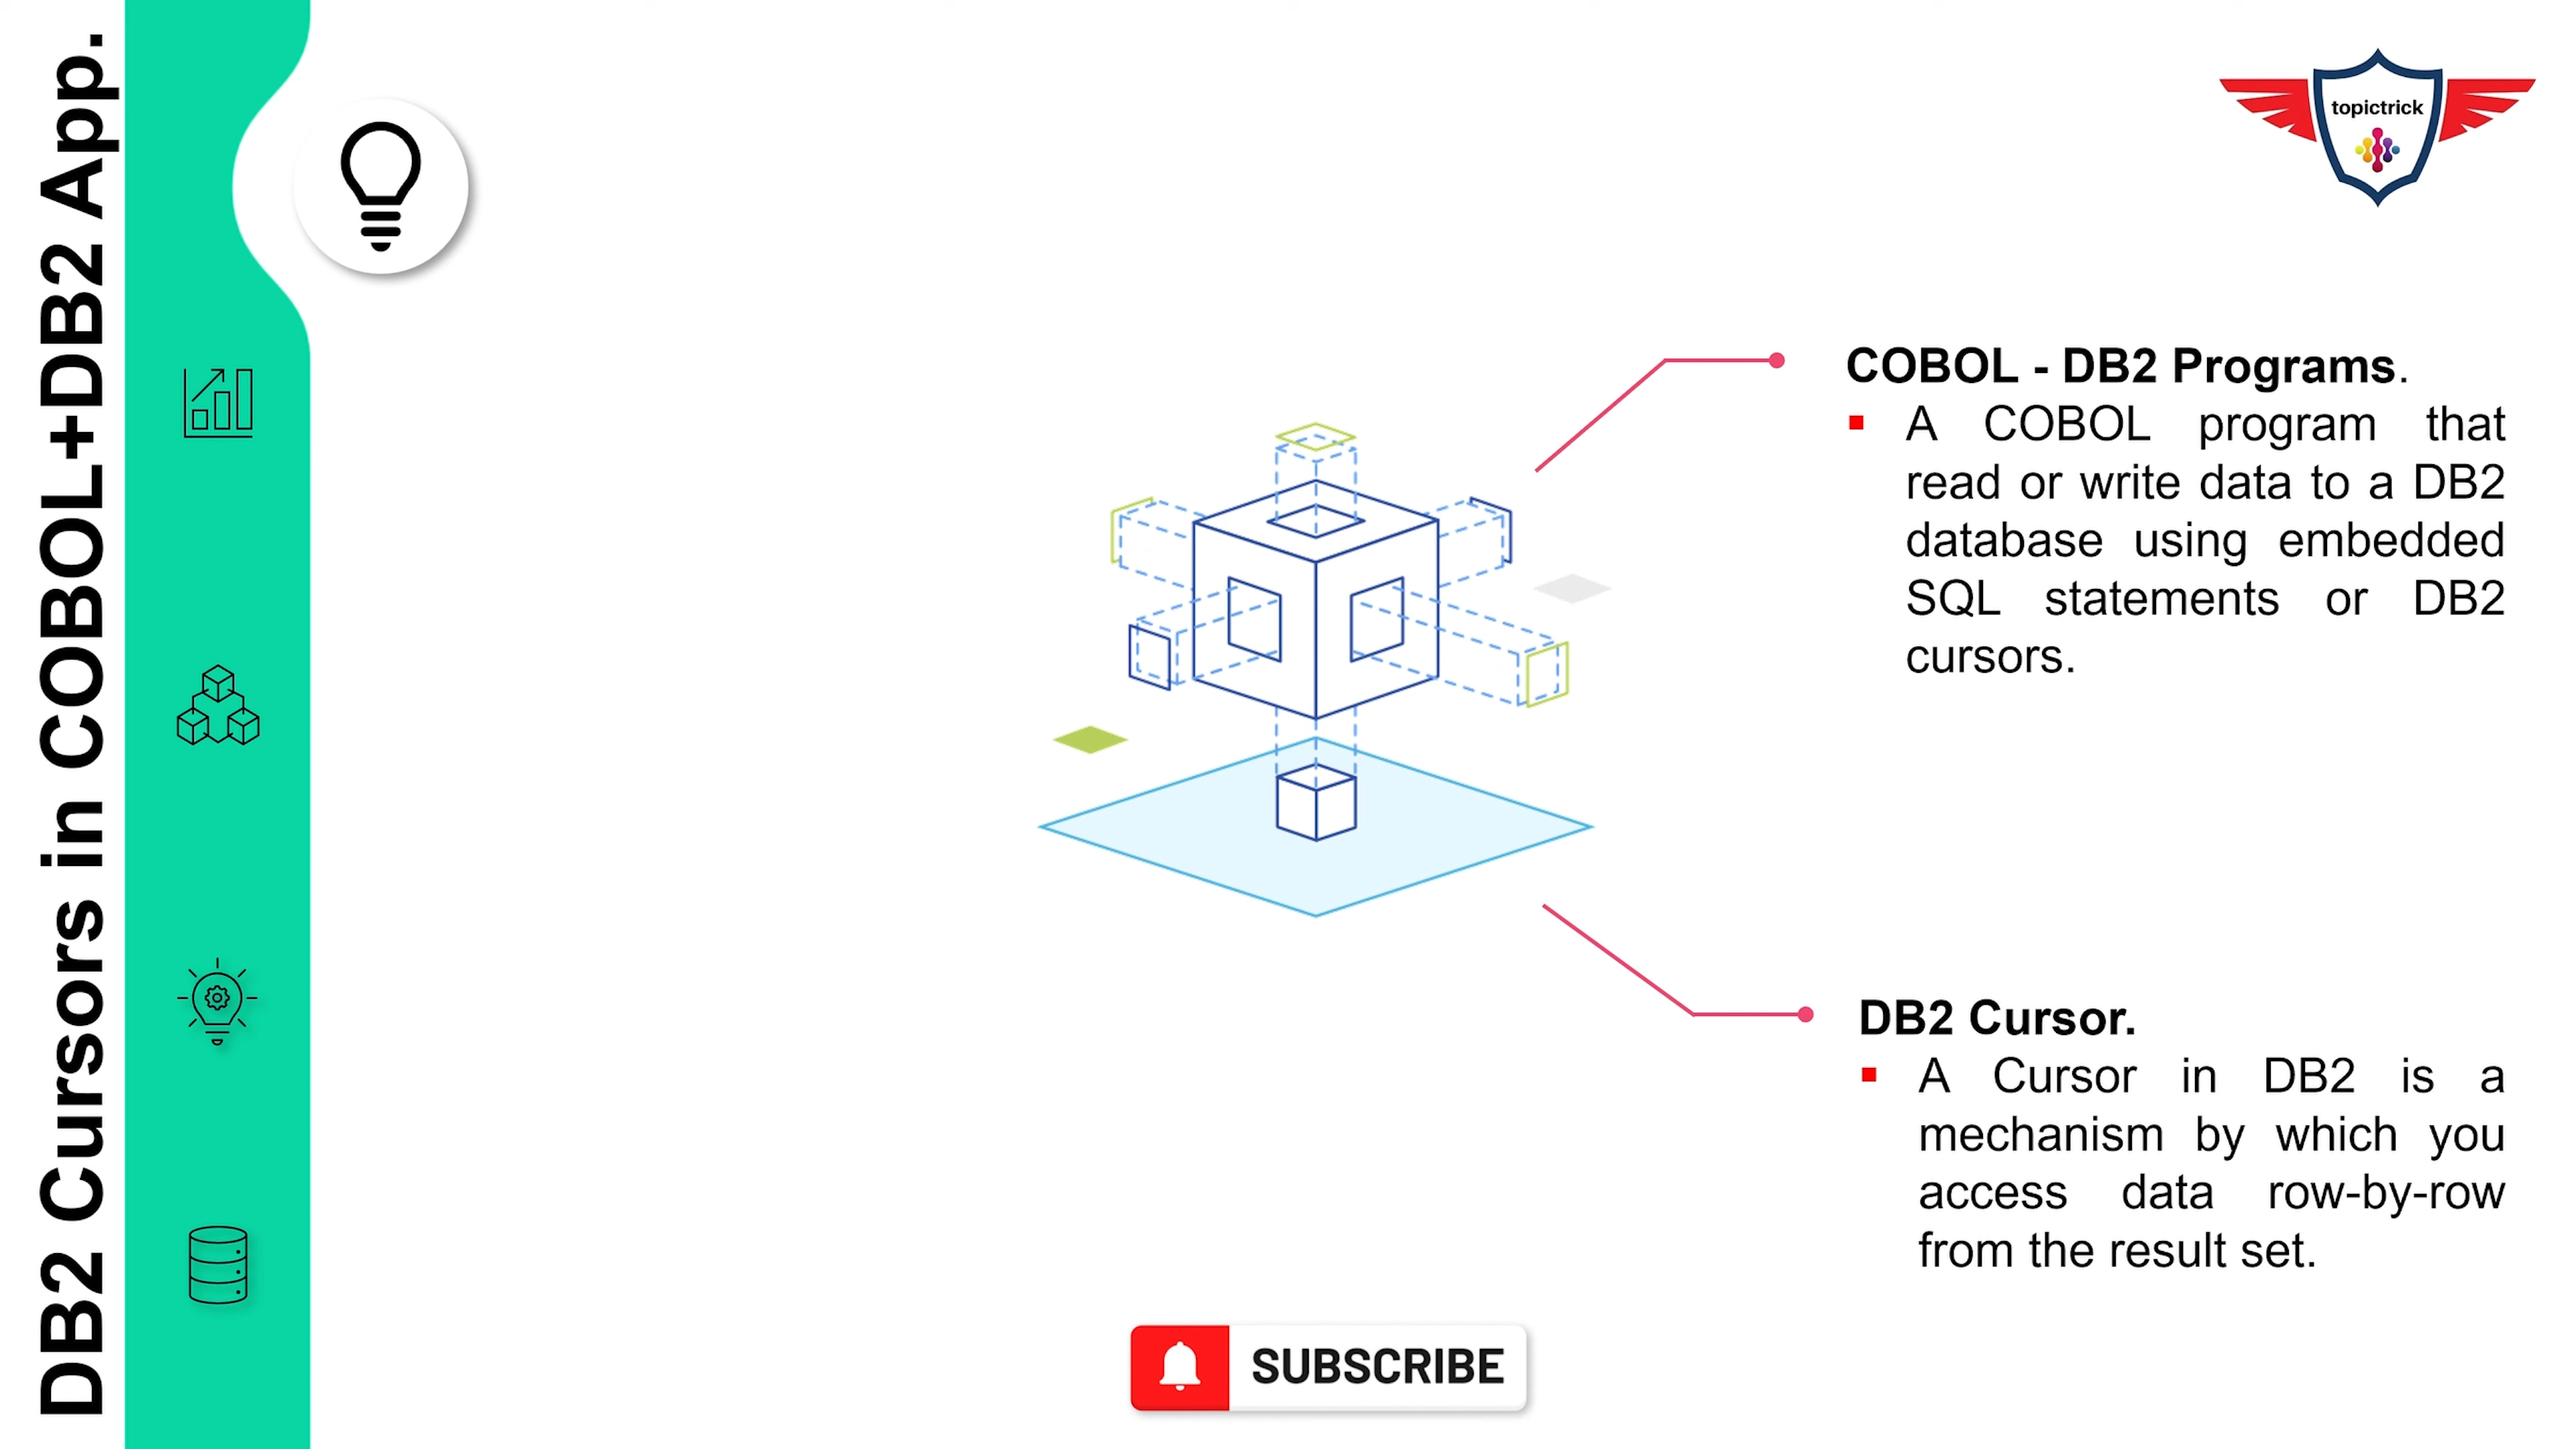 DB2 Cursors in COBOL+DB2 App.
topictrick
COBOL - DB2 Programs.
▪ A COBOL program that
read or write data to a DB2
database using embedded
SQL statements or DB2
cursors.
DB2 Cursor.
▪ A Cursor in DB2 is a
mechanism by which you
access data row-by-row
from the result set.
SUBSCRIBE